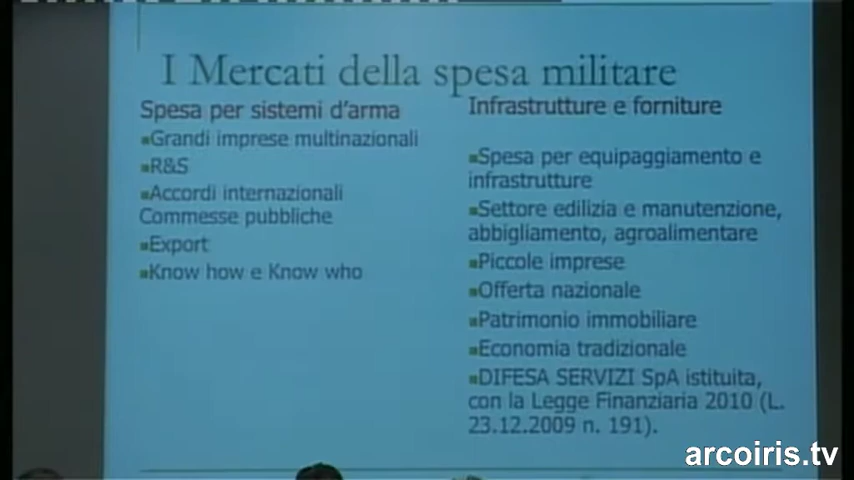 I Mercati della spesa militare
Spesa per sistemi d'arma
▪Grandi imprese multinazionali
▪R&S
▪Accordi internazionali
Commesse pubbliche
▪Export
▪Know how e Know who
Infrastrutture e forniture
▪Spesa per equipaggiamento e
infrastrutture
▪Settore edilizia e manutenzione,
abbigliamento, agroalimentare
▪Piccole imprese
▪Offerta nazionale
▪Patrimonio immobiliare
▪Economia tradizionale
▪DIFESA SERVIZI SpA istituita,
con la Legge Finanziaria 2010 (L.
23.12.2009 n. 191).
arcoiris.tv